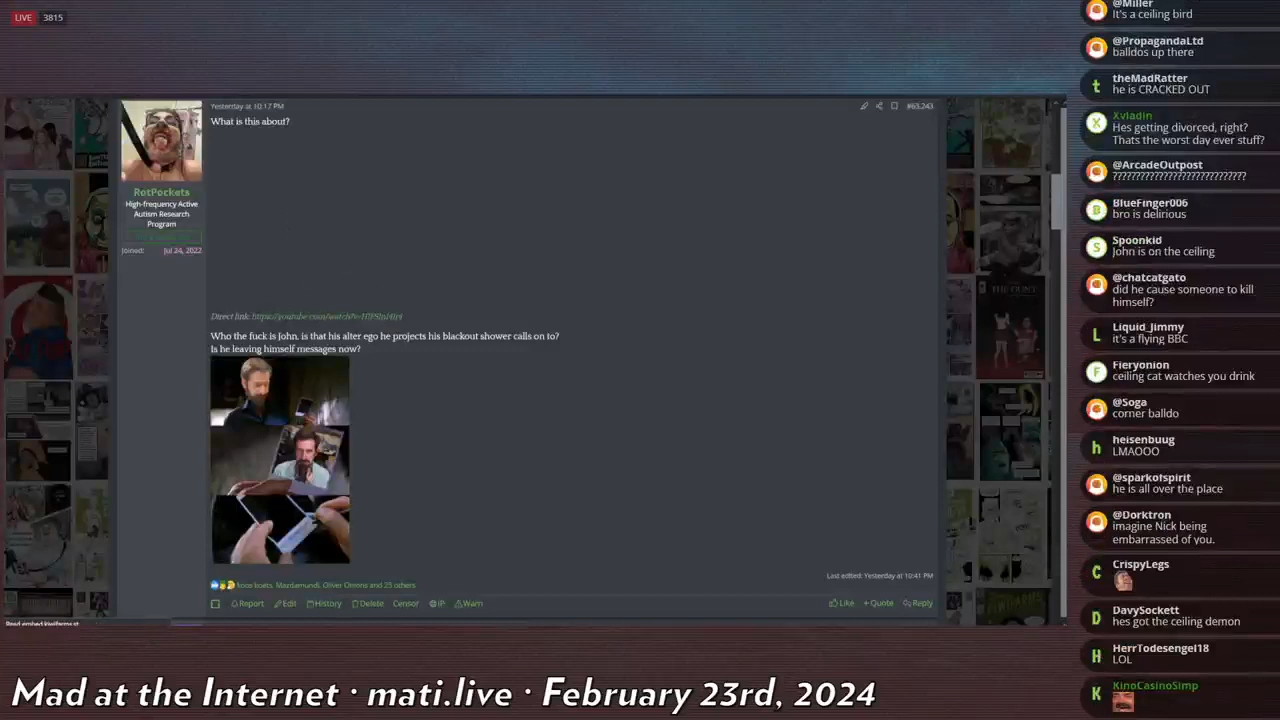 LIVE 3815
Yesterday at 10:17 PM
#63,243
What is this about?
RotPockets
High-frequency Active
Autism Research
Program
Joined: Jul 24, 2022
Direct link:
Who the fuck is John, is that his alter ego he projects his blackout shower calls on to?
Is he leaving himself messages now?
Last edited: Yesterday at 10:41 PM
and 25 others
Report Edit History Delete Censor IP Warn
Like + Quote Reply
Mad at the Internet · mati.live · February 23rd, 2024
@Miller
It's a ceiling bird
@PropagandaLtd
balldos up there
theMadRatter
he is CRACKED OUT
Xvladin
Hes getting divorced, right?
Thats the worst day ever stuff?
@ArcadeOutpost
????????????????????????????
BlueFinger006
bro is delirious
Spoonkid
John is on the ceiling
@chatcatgato
did he cause someone to kill
himself?
Liquid_Jimmy
it's a flying BBC
Fieryonion
ceiling cat watches you drink
@Soga
corner balldo
heisenbuug
LMAOOO
@sparkofspirit
he is all over the place
@Dorktron
imagine Nick being
embarrassed of you.
CrispyLegs
DavySockett
hes got the ceiling demon
HerrTodesengel18
LOL
KinoCasinoSimp